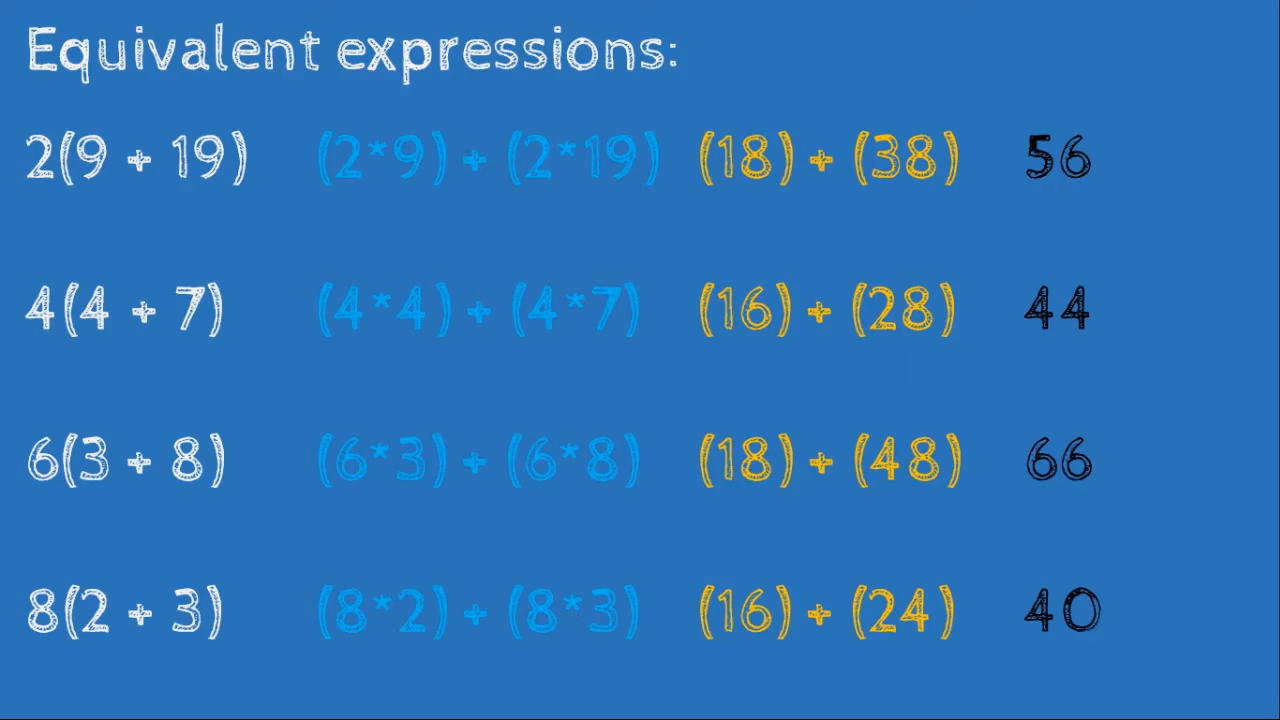 Equivalent expressions:
2(9 + 19) (2*9) + (2*19) (18) + (38) 56
4(4 + 7) (4*4) + (4*7) (16) + (28) 44
6(3 + 8) (6*3) + (6*8) (18) + (48) 66
8(2 + 3) (8*2) + (8*3) (16) + (24) 40